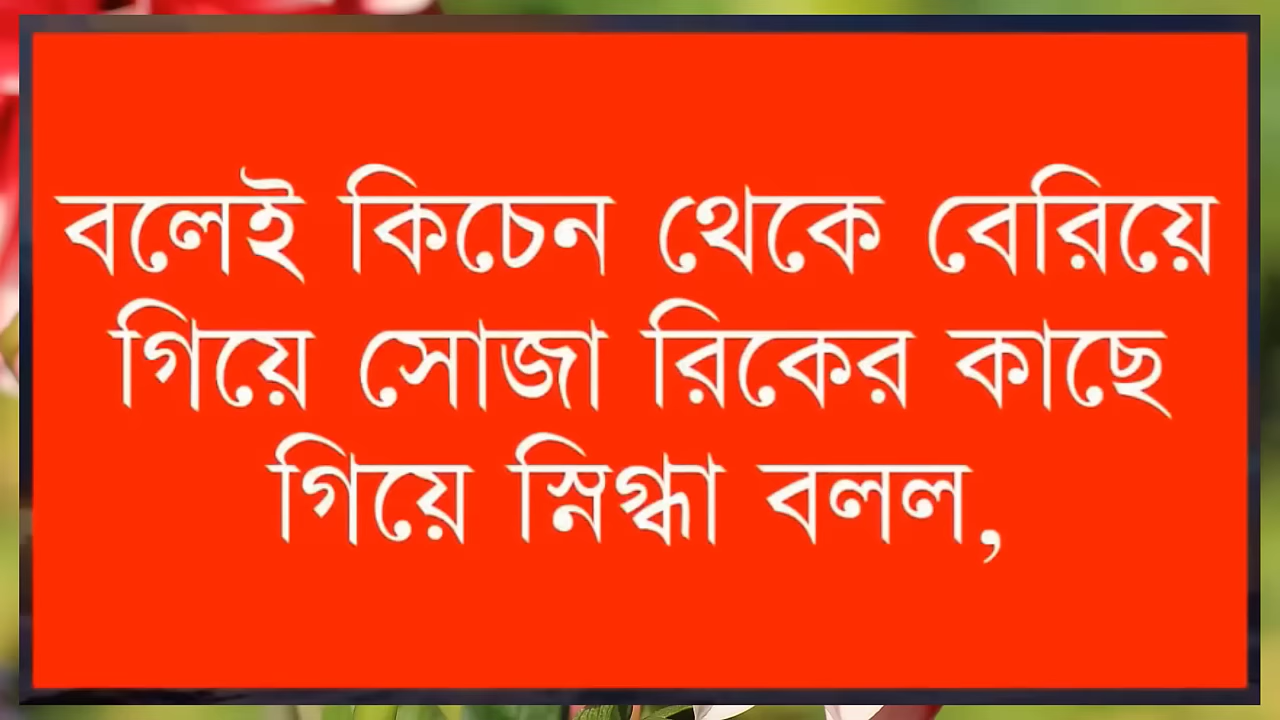 বলেই কিচেন থেকে বেরিয়ে
গিয়ে সোজা রিকের কাছে
গিয়ে স্নিগ্ধা বলল,